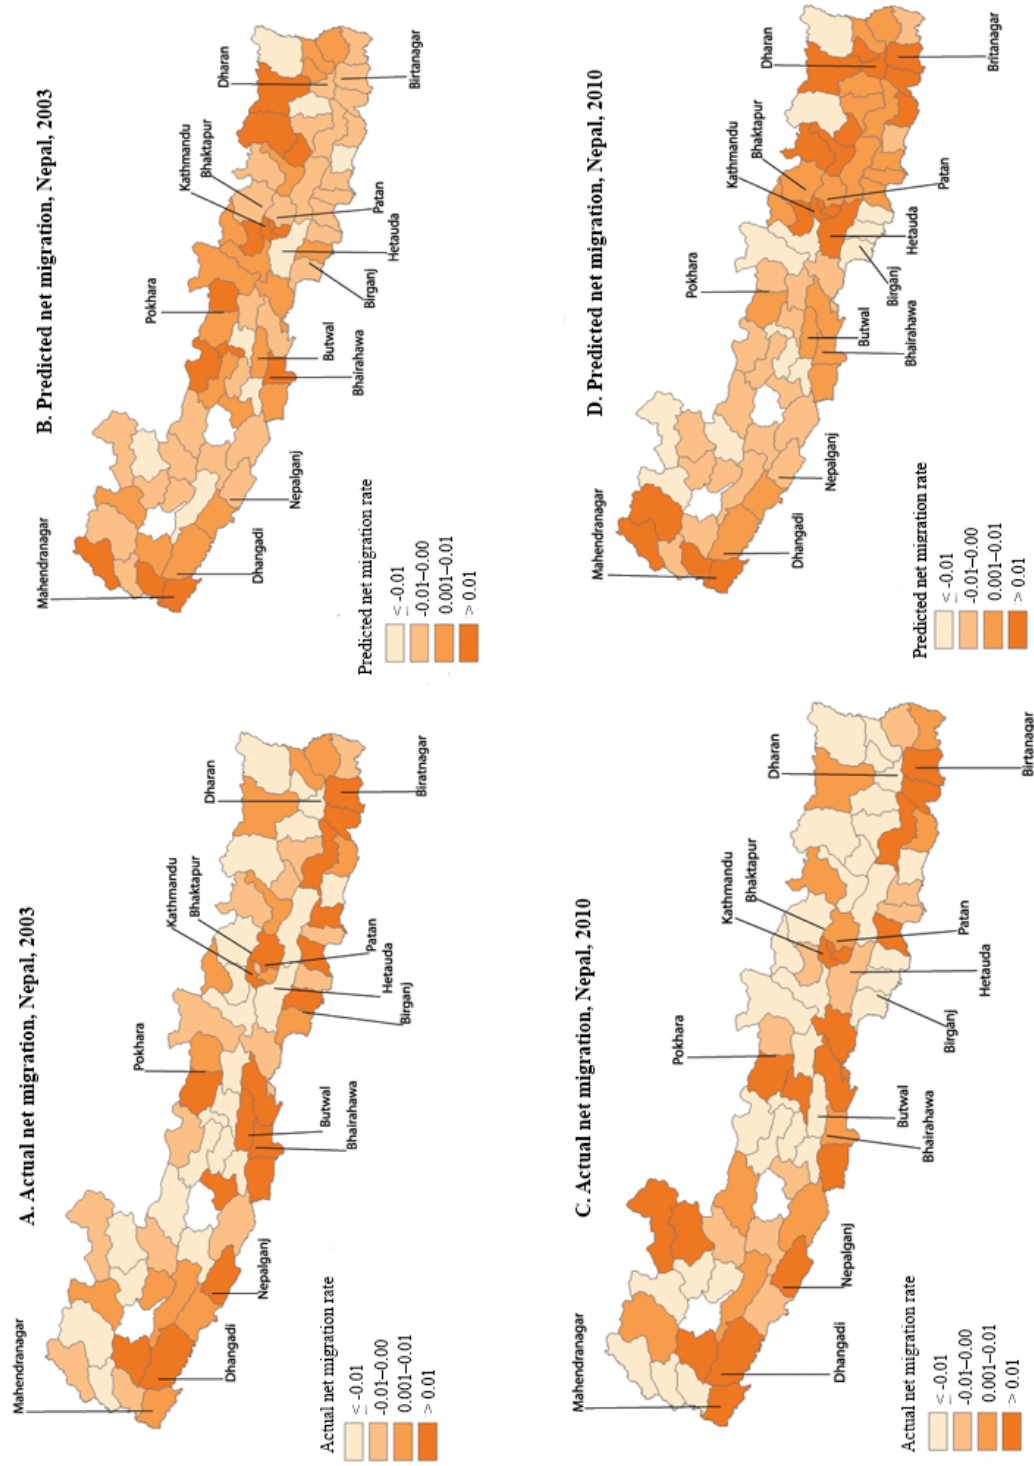 B. Predicted net migration, Nepal, 2003
Mahendranagar
Dhangadi
Nepalganj
Pokhara
Butwal
Bhairahawa
Kathmandu
Bhaktapur
Patan
Hetauda
Birganj
Dharan
Birtanagar
Predicted net migration rate
≤ -0.01
-0.01–0.00
0.001–0.01
> 0.01
D. Predicted net migration, Nepal, 2010
Mahendranagar
Dhangadi
Nepalganj
Pokhara
Butwal
Bhairahawa
Kathmandu
Bhaktapur
Patan
Hetauda
Birganj
Dharan
Britanagar
Predicted net migration rate
≤ -0.01
-0.01–0.00
0.001–0.01
> 0.01
A. Actual net migration, Nepal, 2003
Mahendranagar
Dhangadi
Nepalganj
Pokhara
Butwal
Bhairahawa
Kathmandu
Bhaktapur
Patan
Hetauda
Birganj
Dharan
Biratnagar
Actual net migration rate
≤ -0.01
-0.01–0.00
0.001–0.01
> 0.01
C. Actual net migration, Nepal, 2010
Mahendranagar
Dhangadi
Nepalganj
Pokhara
Butwal
Bhairahawa
Kathmandu
Bhaktapur
Patan
Hetauda
Birganj
Dharan
Birtanagar
Actual net migration rate
≤ -0.01
-0.01–0.00
0.001–0.01
> 0.01